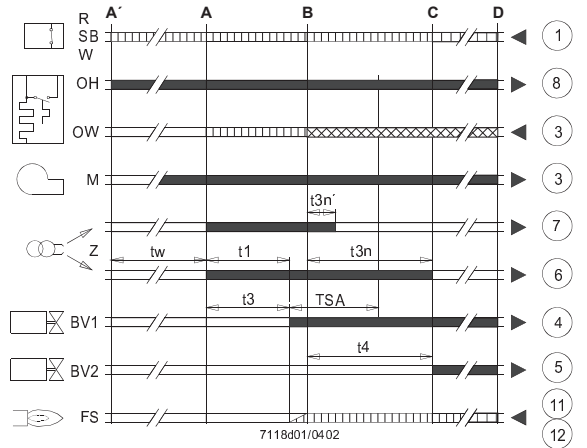 A´ A B C D
R
SB 1
W
OH 8
OW 3
M 3
t3n´
7
Z
tw t1 t3n
6
t3 TSA
BV1 4
t4
BV2 5
11
FS
12
7118d01/0402